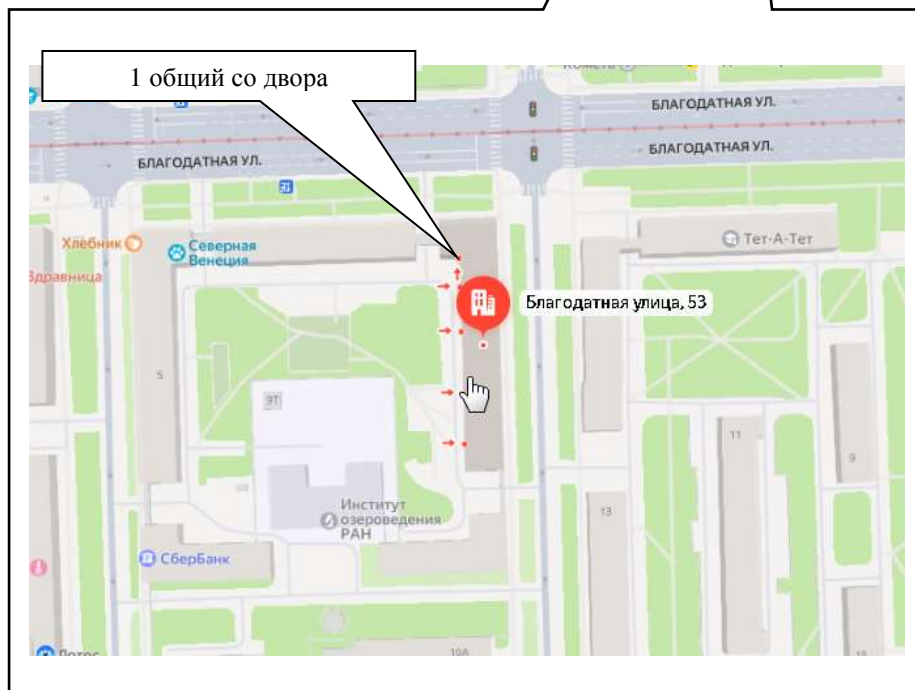 1 общий со двора
БЛАГОДАТНАЯ УЛ.
БЛАГОДАТНАЯ УЛ.
БЛАГОДАТНАЯ УЛ.
Хлебник
Северная
Венеция
Здравница
Тет-А-Тет
Благодатная улица, 53
5
9Т
11
9
13
Институт
озероведения
РАН
СберБанк
10А